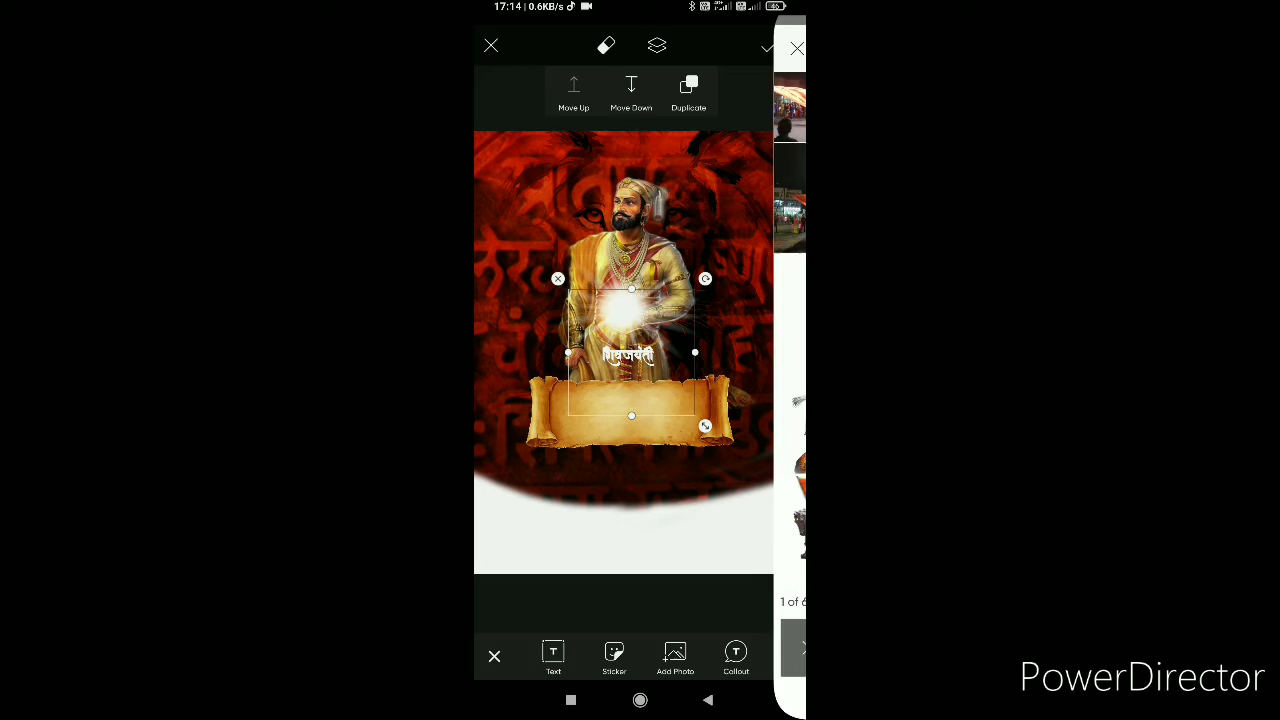 17:14 | 0.6KB/s
46
Move Up
Move Down
Duplicate
शिवजयंती
1 of 6
Text
Sticker
Add Photo
Callout
PowerDirector